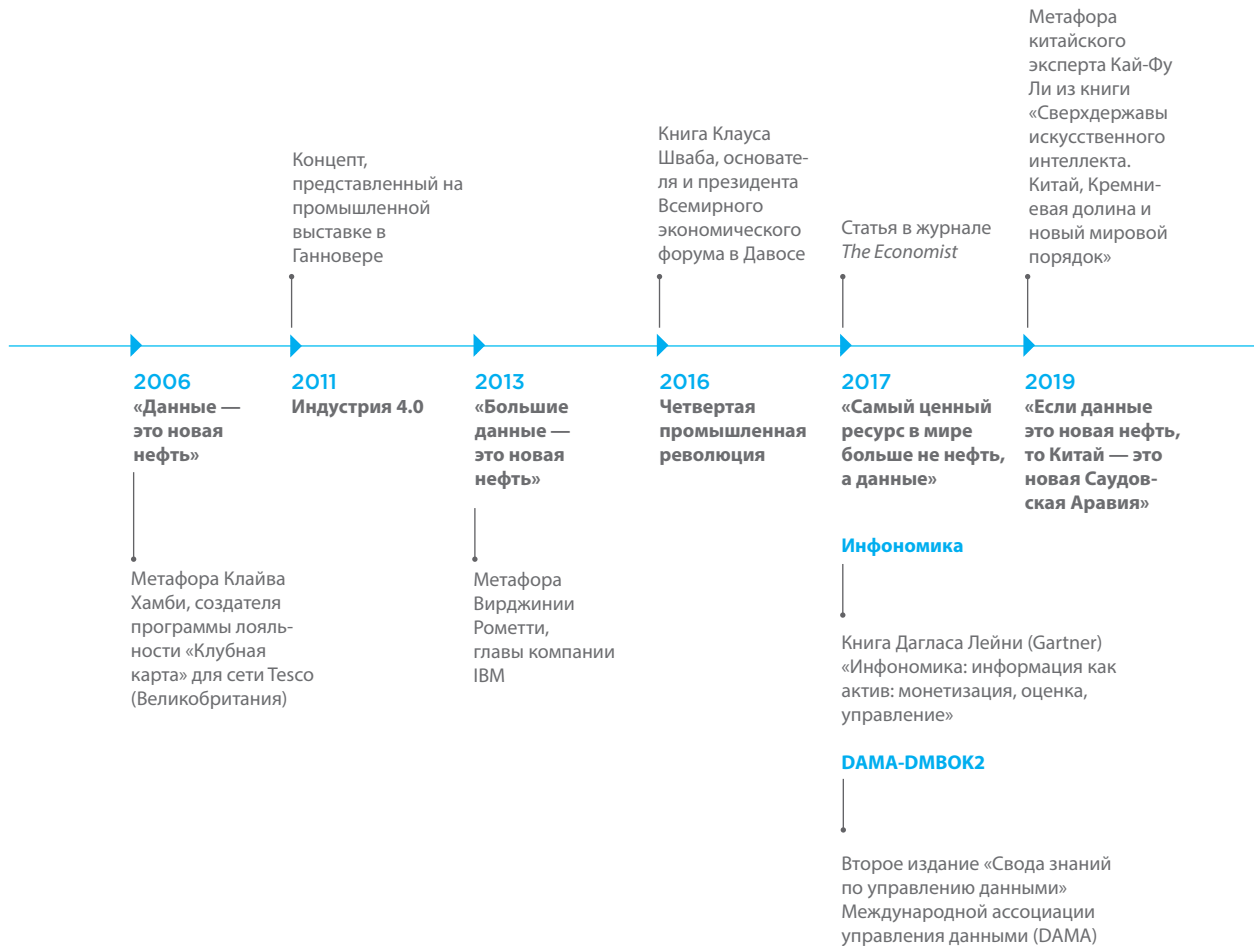 Метафора
китайского
эксперта Кай-Фу
Ли из книги
«Сверхдержавы
искусственного
интеллекта.
Китай, Кремни-
евая долина и
новый мировой
порядок»
Книга Клауса
Шваба, основате-
ля и президента
Всемирного
экономического
форума в Давосе
Концепт,
представленный на
промышленной
выставке в
Ганновере
Статья в журнале
The Economist
2006
«Данные —
это новая
нефть»
2011
Индустрия 4.0
2013
«Большие
данные —
это новая
нефть»
2016
Четвертая
промышленная
революция
2017
«Самый ценный
ресурс в мире
больше не нефть,
а данные»
2019
«Если данные
это новая нефть,
то Китай — это
новая Саудов-
ская Аравия»
Метафора Клайва
Хамби, создателя
программы лояль-
ности «Клубная
карта» для сети Tesco
(Великобритания)
Метафора
Вирджинии
Рометти,
главы компании
IBM
Инфономика
Книга Дагласа Лейни (Gartner)
«Инфономика: информация как
актив: монетизация, оценка,
управление»
DAMA-DMBOK2
Второе издание «Свода знаний
по управлению данными»
Международной ассоциации
управления данными (DAMA)